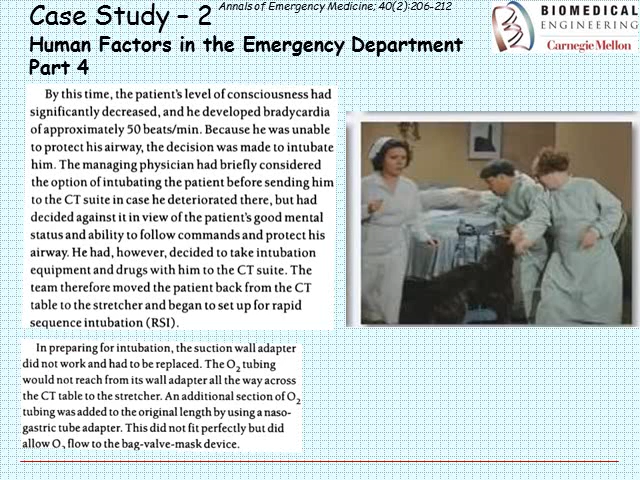 Case Study – 2
Annals of Emergency Medicine; 40(2):206-212
BIOMEDICAL
ENGINEERING
Carnegie Mellon
Human Factors in the Emergency Department
Part 4
By this time, the patient's level of consciousness had
significantly decreased, and he developed bradycardia
of approximately 50 beats/min. Because he was unable
to protect his airway, the decision was made to intubate
him. The managing physician had briefly considered
the option of intubating the patient before sending him
to the CT suite in case he deteriorated there, but had
decided against it in view of the patient's good mental
status and ability to follow commands and protect his
airway. He had, however, decided to take intubation
equipment and drugs with him to the CT suite. The
team therefore moved the patient back from the CT
table to the stretcher and began to set up for rapid
sequence intubation (RSI).
In preparing for intubation, the suction wall adapter
did not work and had to be replaced. The O₂ tubing
would not reach from its wall adapter all the way across
the CT table to the stretcher. An additional section of O₂
tubing was added to the original length by using a naso-
gastric tube adapter. This did not fit perfectly but did
allow O₂ flow to the bag-valve-mask device.